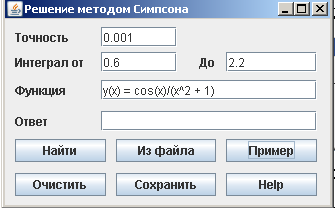 Решение методом Симпсона
Точность 0.001
Интеграл от 0.6 До 2.2
Функция y(x) = cos(x)/(x^2 + 1)
Ответ
Найти Из файла Пример
Очистить Сохранить Help